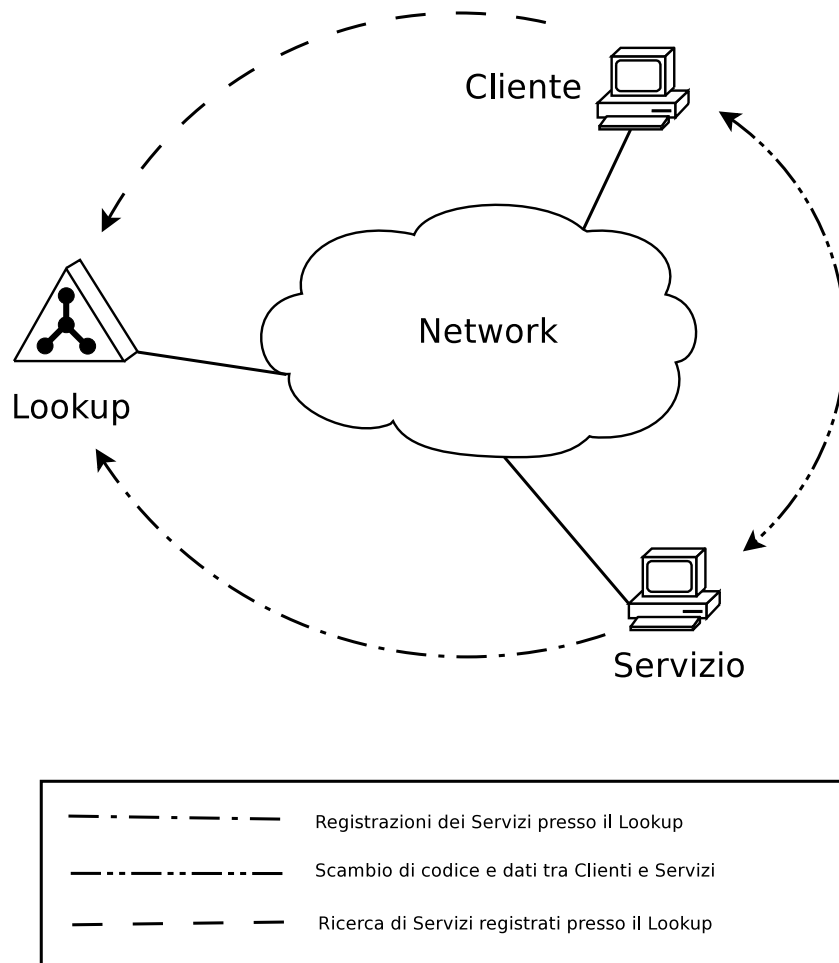 Cliente
Network
Lookup
Servizio
Registrazioni dei Servizi presso il Lookup
Scambio di codice e dati tra Clienti e Servizi
Ricerca di Servizi registrati presso il Lookup